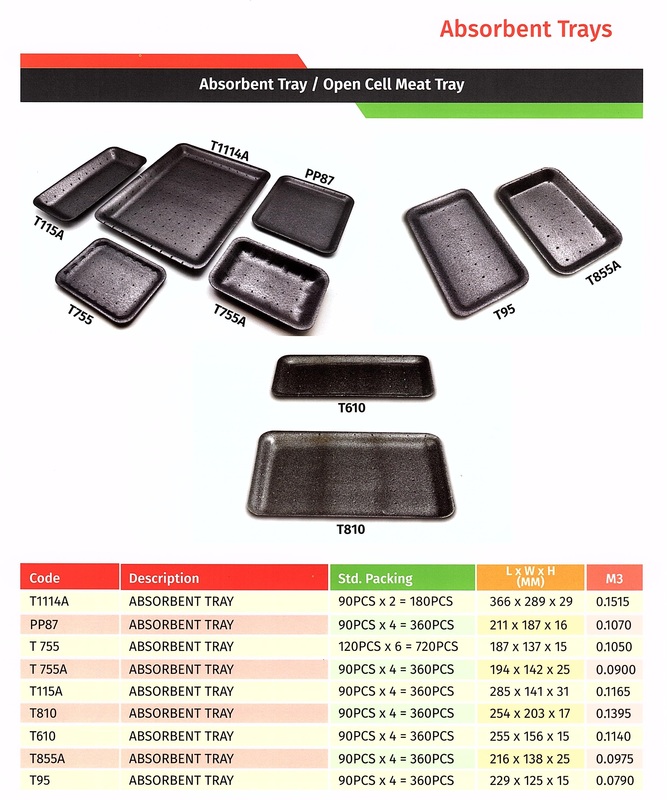 Absorbent Trays
Absorbent Tray / Open Cell Meat Tray
T1114A
PP87
T115A
T755
T755A
T95
T855A
T610
T810
Code Description Std. Packing L x W x H (MM) M3
T1114A ABSORBENT TRAY 90PCS x 2 = 180PCS 366 x 289 x 29 0.1515
PP87 ABSORBENT TRAY 90PCS x 4 = 360PCS 211 x 187 x 16 0.1070
T 755 ABSORBENT TRAY 120PCS x 6 = 720PCS 187 x 137 x 15 0.1050
T 755A ABSORBENT TRAY 90PCS x 4 = 360PCS 194 x 142 x 25 0.0900
T115A ABSORBENT TRAY 90PCS x 4 = 360PCS 285 x 141 x 31 0.1165
T810 ABSORBENT TRAY 90PCS x 4 = 360PCS 254 x 203 x 17 0.1395
T610 ABSORBENT TRAY 90PCS x 4 = 360PCS 255 x 156 x 15 0.1140
T855A ABSORBENT TRAY 90PCS x 4 = 360PCS 216 x 138 x 25 0.0975
T95 ABSORBENT TRAY 90PCS x 4 = 360PCS 229 x 125 x 15 0.0790